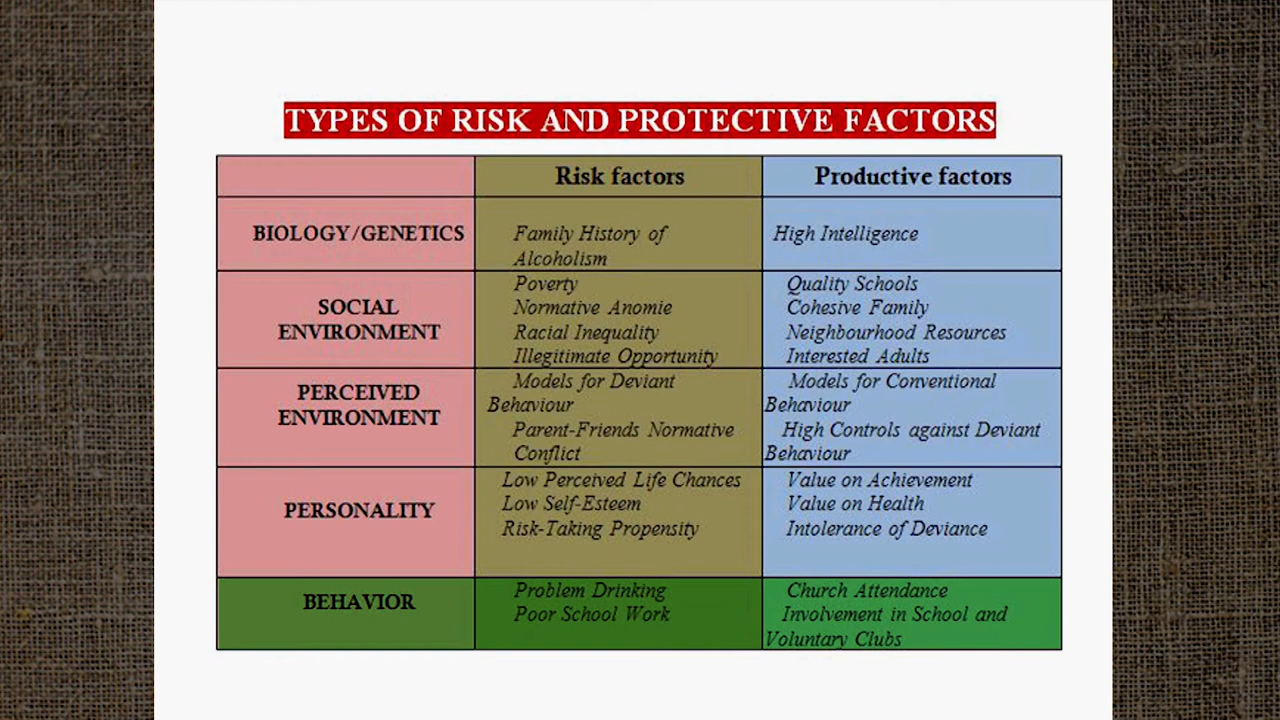 TYPES OF RISK AND PROTECTIVE FACTORS
Risk factors
Productive factors
BIOLOGY/GENETICS
Family History of
Alcoholism
High Intelligence
SOCIAL
ENVIRONMENT
Poverty
Normative Anomie
Racial Inequality
Illegitimate Opportunity
Quality Schools
Cohesive Family
Neighbourhood Resources
Interested Adults
PERCEIVED
ENVIRONMENT
Models for Deviant
Behaviour
Parent-Friends Normative
Conflict
Models for Conventional
Behaviour
High Controls against Deviant
Behaviour
PERSONALITY
Low Perceived Life Chances
Low Self-Esteem
Risk-Taking Propensity
Value on Achievement
Value on Health
Intolerance of Deviance
BEHAVIOR
Problem Drinking
Poor School Work
Church Attendance
Involvement in School and
Voluntary Clubs